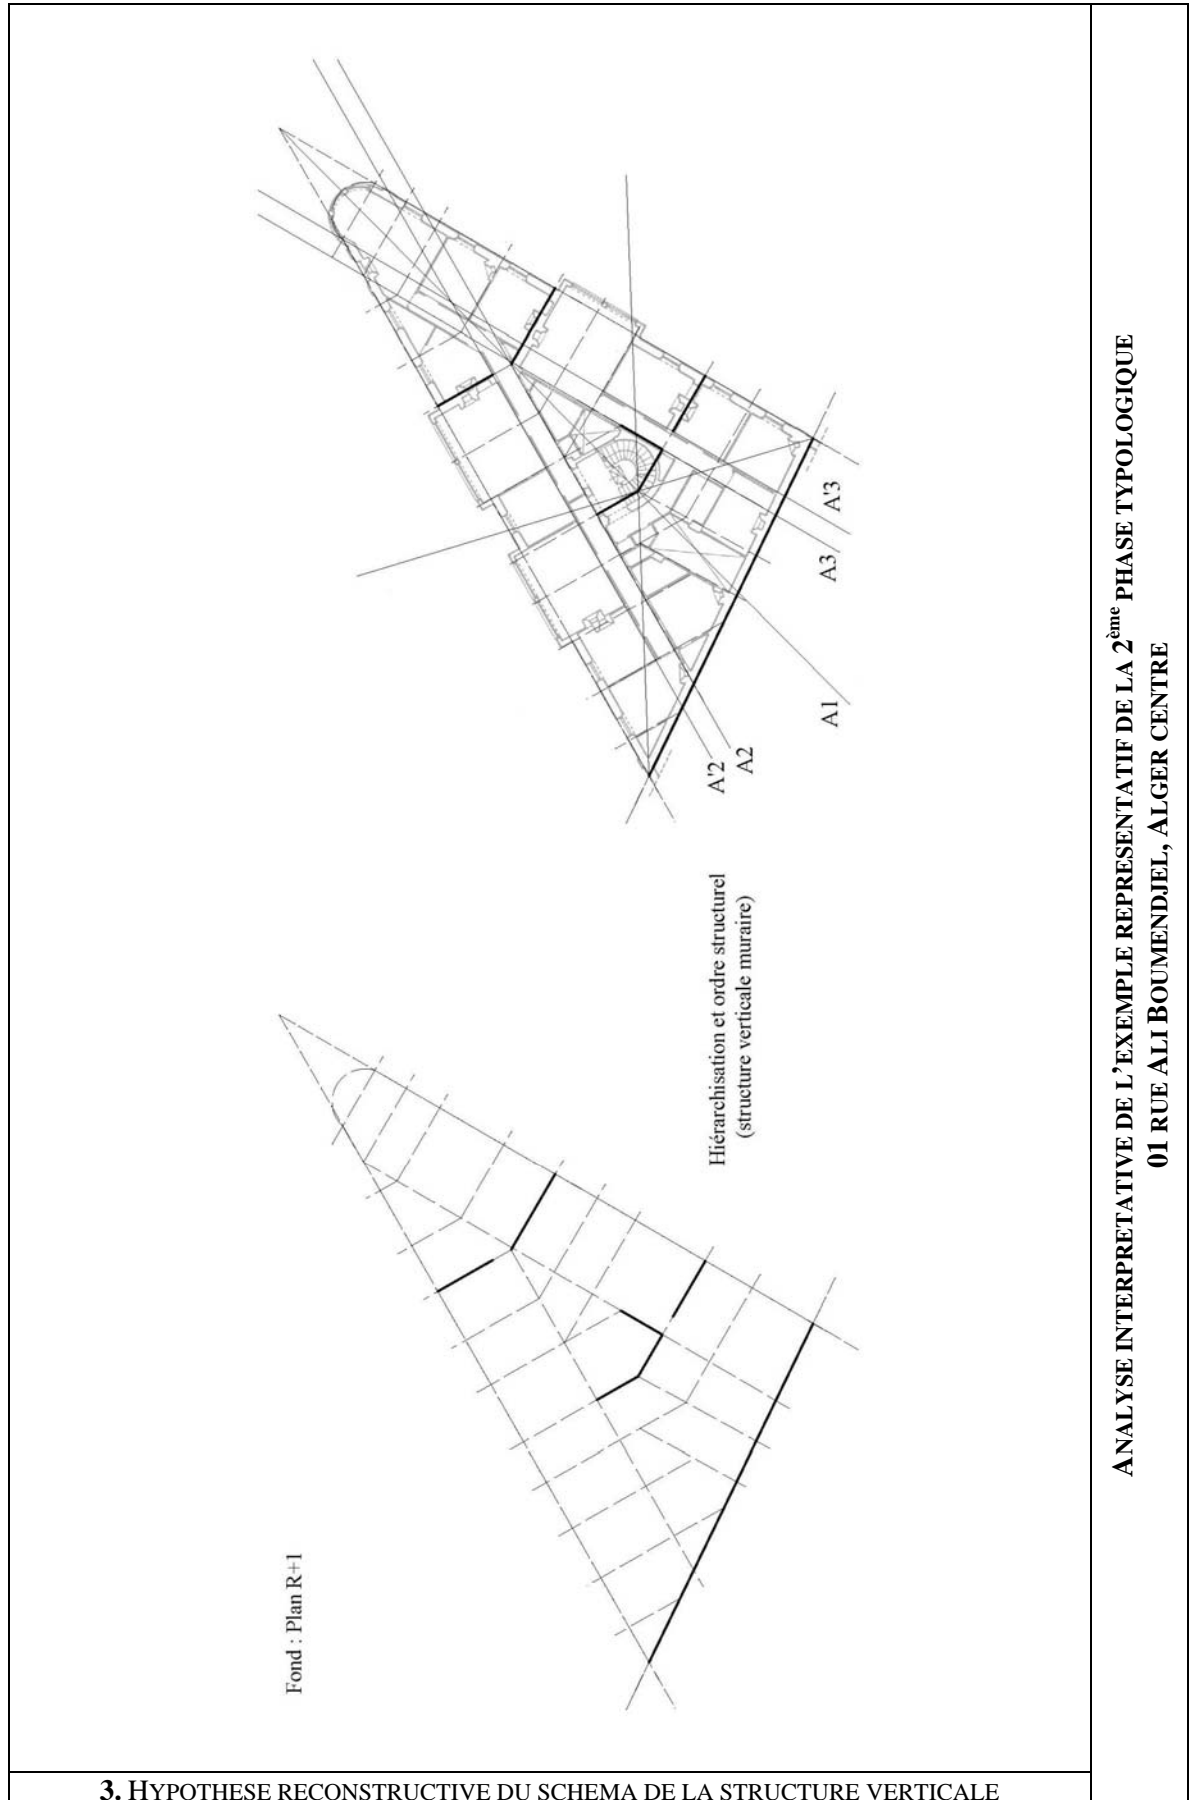 ANALYSE INTERPRETATIVE DE L’EXEMPLE REPRESENTATIF DE LA 2ème PHASE TYPOLOGIQUE
01 RUE ALI BOUMENDJEL, ALGER CENTRE
Fond : Plan R+1
Hiérarchisation et ordre structurel
(structure verticale muraire)
A'2
A2
A1
A3
A'3
3. HYPOTHESE RECONSTRUCTIVE DU SCHEMA DE LA STRUCTURE VERTICALE